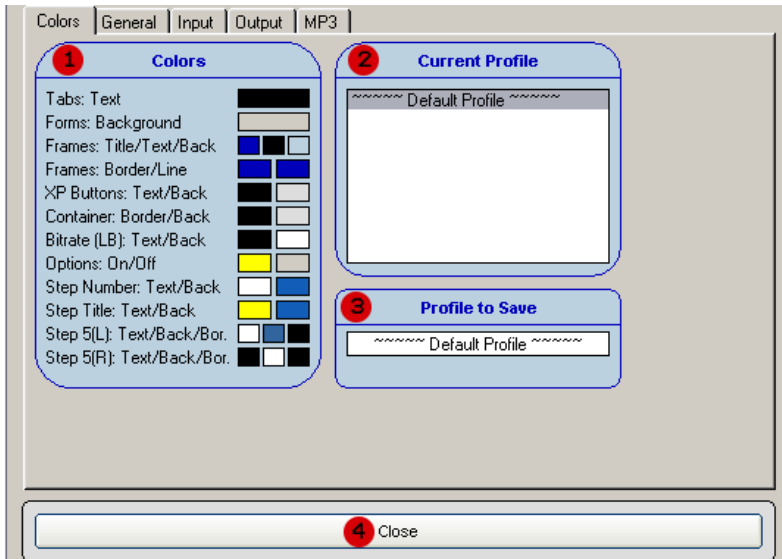 Colors General Input Output MP3
1 Colors
Tabs: Text
Forms: Background
Frames: Title/Text/Back
Frames: Border/Line
XP Buttons: Text/Back
Container: Border/Back
Bitrate (LB): Text/Back
Options: On/Off
Step Number: Text/Back
Step Title: Text/Back
Step 5(L): Text/Back/Bor.
Step 5(R): Text/Back/Bor.
2 Current Profile
~~~~~ Default Profile ~~~~~
3 Profile to Save
~~~~~ Default Profile ~~~~~
4 Close